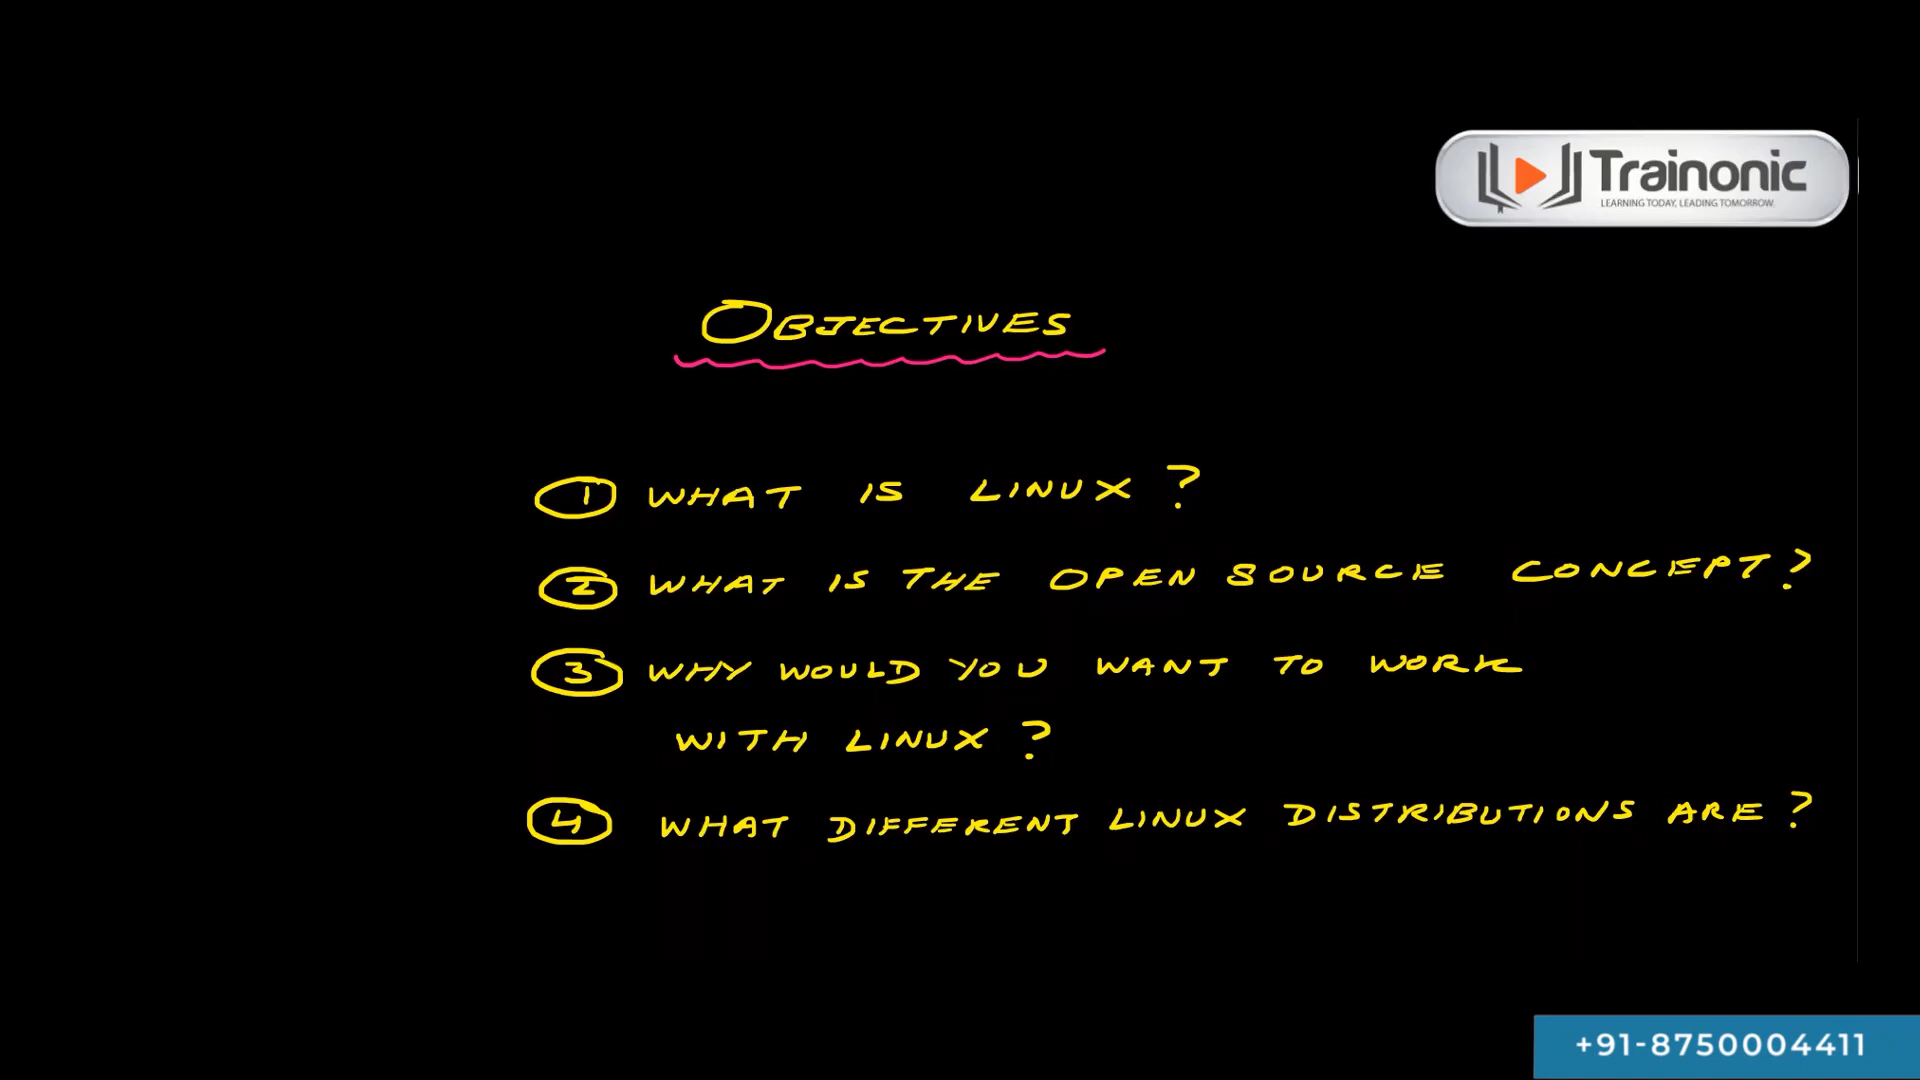 Trainonic
LEARNING TODAY, LEADING TOMORROW.
OBJECTIVES
1 WHAT IS LINUX ?
2 WHAT IS THE OPEN SOURCE CONCEPT?
3 WHY WOULD YOU WANT TO WORK
WITH LINUX ?
4 WHAT DIFFERENT LINUX DISTRIBUTIONS ARE ?
+91-8750004411